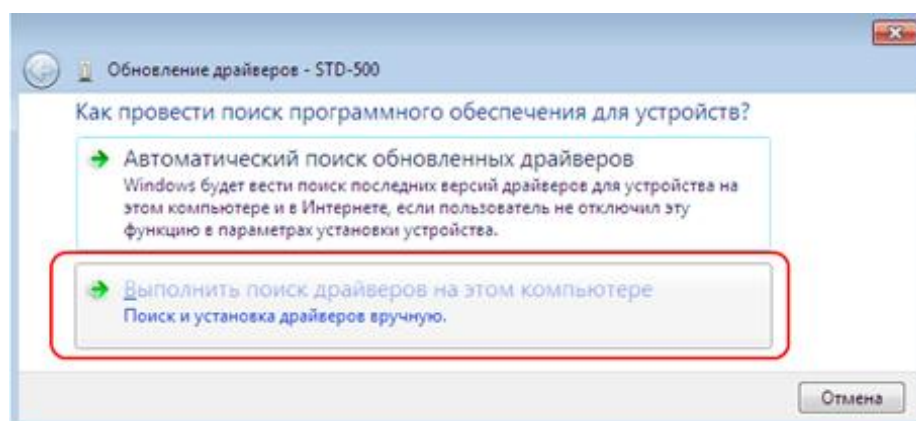 Обновление драйверов - STD-500
Как провести поиск программного обеспечения для устройств?
Автоматический поиск обновленных драйверов
Windows будет вести поиск последних версий драйверов для устройства на
этом компьютере и в Интернете, если пользователь не отключил эту
функцию в параметрах установки устройства.
Выполнить поиск драйверов на этом компьютере
Поиск и установка драйверов вручную.
Отмена